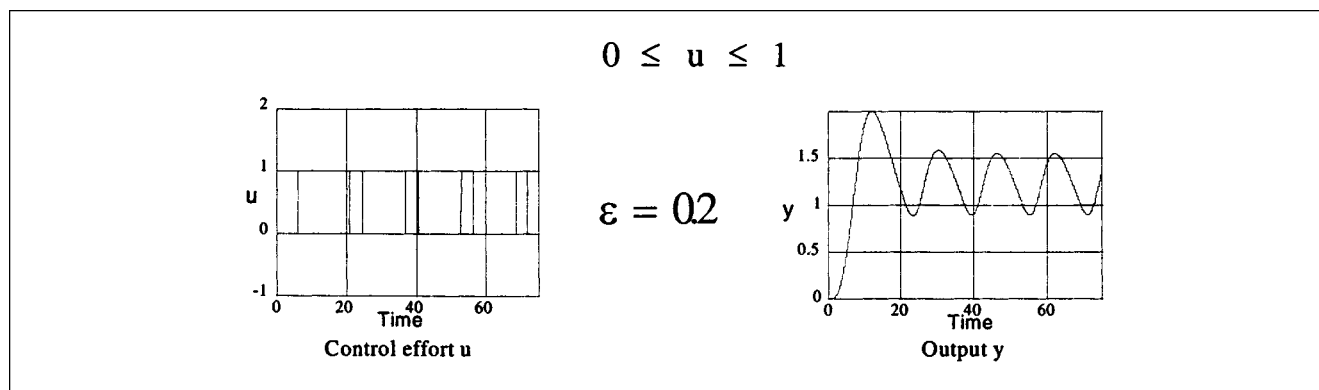 0 ≤ u ≤ 1
2
1
u
0
-1
0 20 40 60
Time
Control effort u
ε = 0.2
1.5
y 1
0.5
0
0 20 40 60
Time
Output y